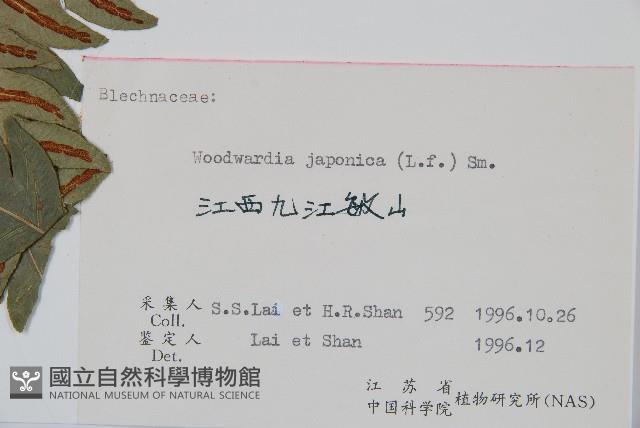 Blechnaceae:
Woodwardia japonica (L.f.) Sm.
江西九江敏山
采集人 S.S.Lai et H.R.Shan 592 1996.10.26
Coll.
鉴定人 Lai et Shan 1996.12
Det.
國立自然科學博物館
NATIONAL MUSEUM OF NATURAL SCIENCE
江苏省
中国科学院植物研究所(NAS)